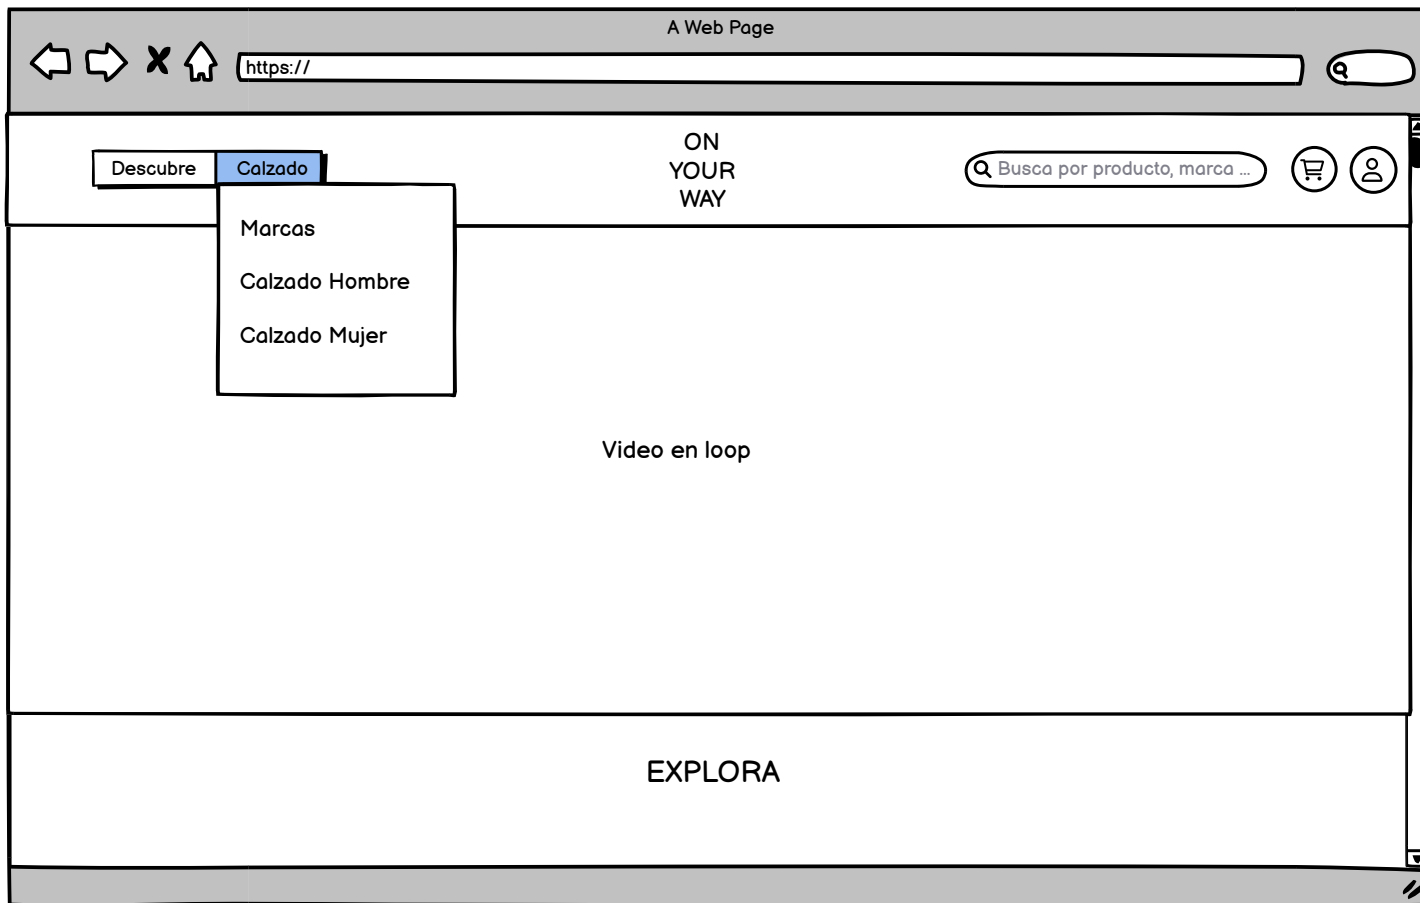 A Web Page
https://
Descubre
Calzado
ON
YOUR
WAY
Busca por producto, marca ...
Marcas
Calzado Hombre
Calzado Mujer
Video en loop
EXPLORA